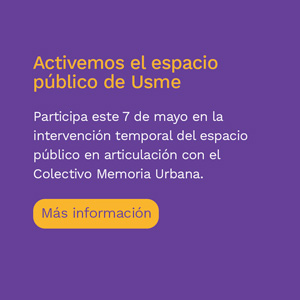 Activemos el espacio
público de Usme
Participa este 7 de mayo en la
intervención temporal del espacio
público en articulación con el
Colectivo Memoria Urbana.
Más información